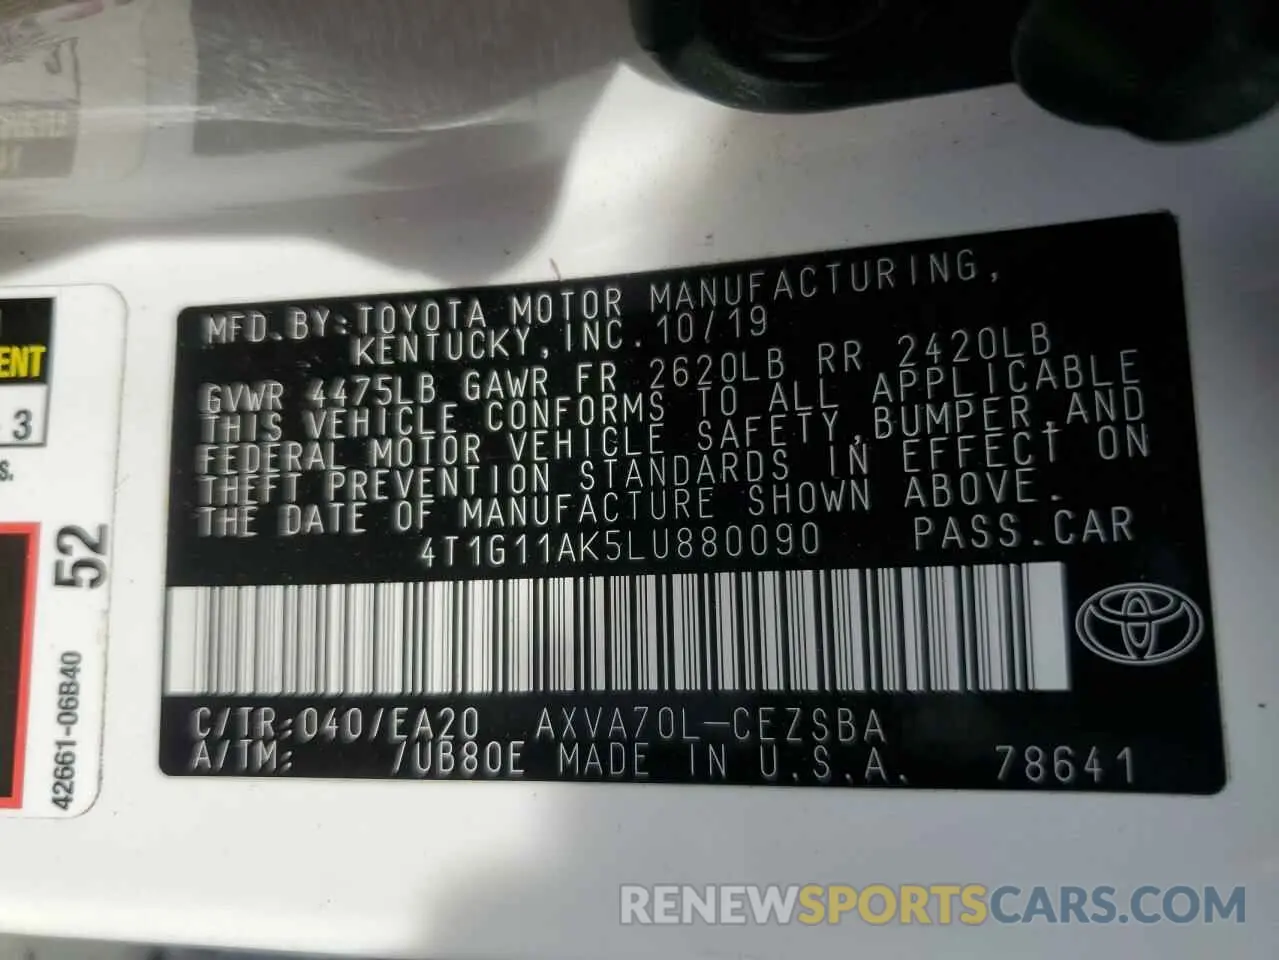 MFD.BY:TOYOTA MOTOR MANUFACTURING,
KENTUCKY,INC. 10/19
GVWR 4475LB GAWR FR 2620LB RR 2420LB
THIS VEHICLE CONFORMS TO ALL APPLICABLE
FEDERAL MOTOR VEHICLE SAFETY,BUMPER,AND
THEFT PREVENTION STANDARDS IN EFFECT ON
THE DATE OF MANUFACTURE SHOWN ABOVE.
4T1G11AK5LU880090 PASS.CAR
C/TR:040/EA20 AXVA70L-CEZSBA
A/TM: /UB80E MADE IN U.S.A. 78641
ENT
3
s.
52
42661-06B40
RENEWSPORTSCARS.COM